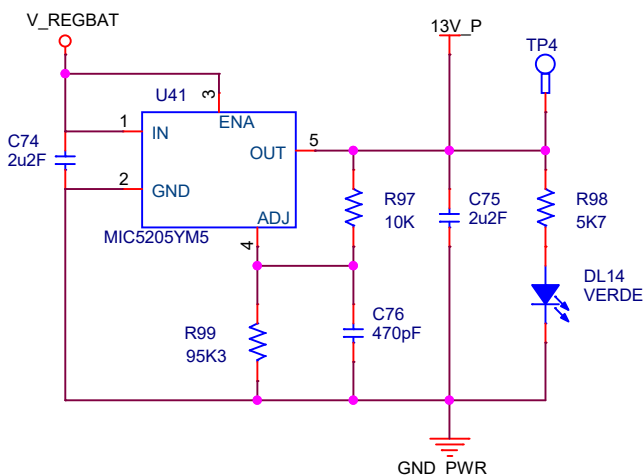 V_REGBAT
13V_P
TP4
U41
3
ENA
1
IN
C74
2u2F
OUT
5
2
GND
R97
10K
C75
2u2F
R98
5K7
ADJ
4
MIC5205YM5
DL14
VERDE
C76
470pF
R99
95K3
GND_PWR